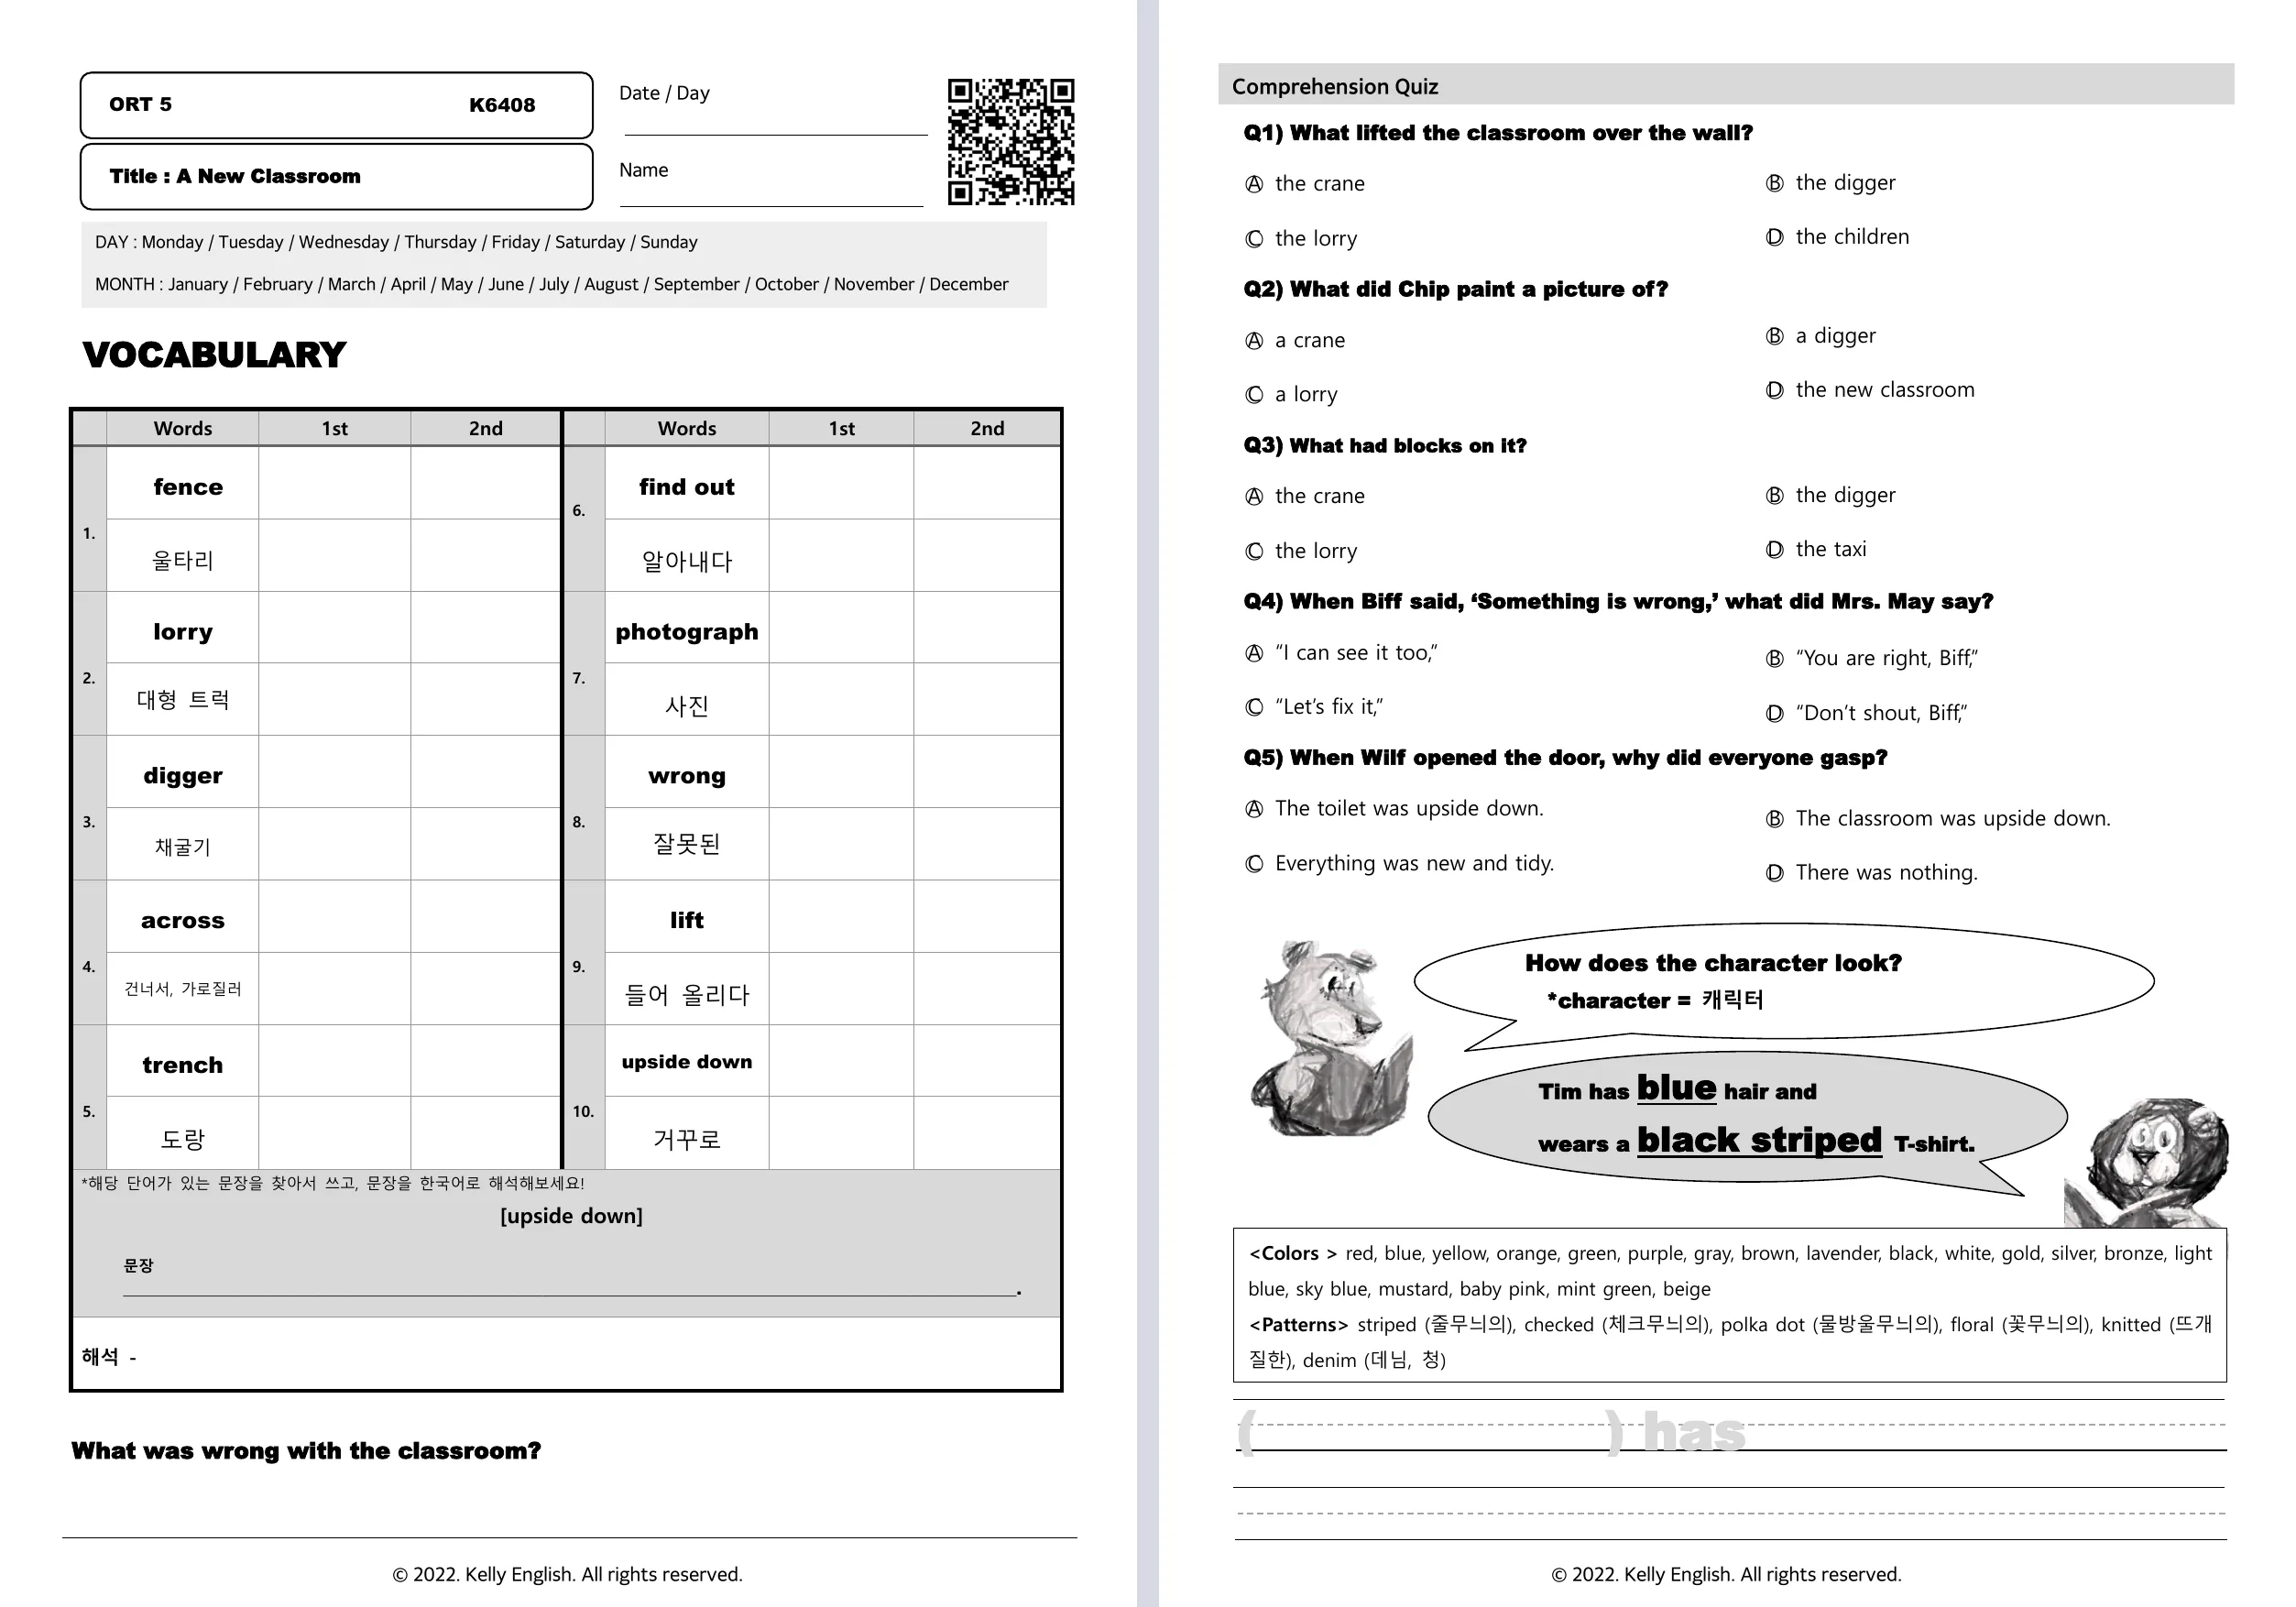 ORT 5 K6408
Title : A New Classroom
Date / Day
Name
DAY : Monday / Tuesday / Wednesday / Thursday / Friday / Saturday / Sunday
MONTH : January / February / March / April / May / June / July / August / September / October / November / December
VOCABULARY
Words 1st 2nd Words 1st 2nd
1. fence 6. find out
울타리 알아내다
2. lorry 7. photograph
대형 트럭 사진
3. digger 8. wrong
채굴기 잘못된
4. across 9. lift
건너서, 가로질러 들어 올리다
5. trench 10. upside down
도랑 거꾸로
*해당 단어가 있는 문장을 찾아서 쓰고, 문장을 한국어로 해석해보세요!
[upside down]
문장
.
해석 -
What was wrong with the classroom?
© 2022. Kelly English. All rights reserved.
Comprehension Quiz
Q1) What lifted the classroom over the wall?
Ⓐ the crane Ⓑ the digger
Ⓒ the lorry Ⓓ the children
Q2) What did Chip paint a picture of?
Ⓐ a crane Ⓑ a digger
Ⓒ a lorry Ⓓ the new classroom
Q3) What had blocks on it?
Ⓐ the crane Ⓑ the digger
Ⓒ the lorry Ⓓ the taxi
Q4) When Biff said, ‘Something is wrong,’ what did Mrs. May say?
Ⓐ “I can see it too,” Ⓑ “You are right, Biff,”
Ⓒ “Let’s fix it,” Ⓓ “Don’t shout, Biff,”
Q5) When Wilf opened the door, why did everyone gasp?
Ⓐ The toilet was upside down. Ⓑ The classroom was upside down.
Ⓒ Everything was new and tidy. Ⓓ There was nothing.
How does the character look?
*character = 캐릭터
Tim has blue hair and
wears a black striped T-shirt.
<Colors > red, blue, yellow, orange, green, purple, gray, brown, lavender, black, white, gold, silver, bronze, light
blue, sky blue, mustard, baby pink, mint green, beige
<Patterns> striped (줄무늬의), checked (체크무늬의), polka dot (물방울무늬의), floral (꽃무늬의), knitted (뜨개
질한), denim (데님, 청)
( ) has
© 2022. Kelly English. All rights reserved.